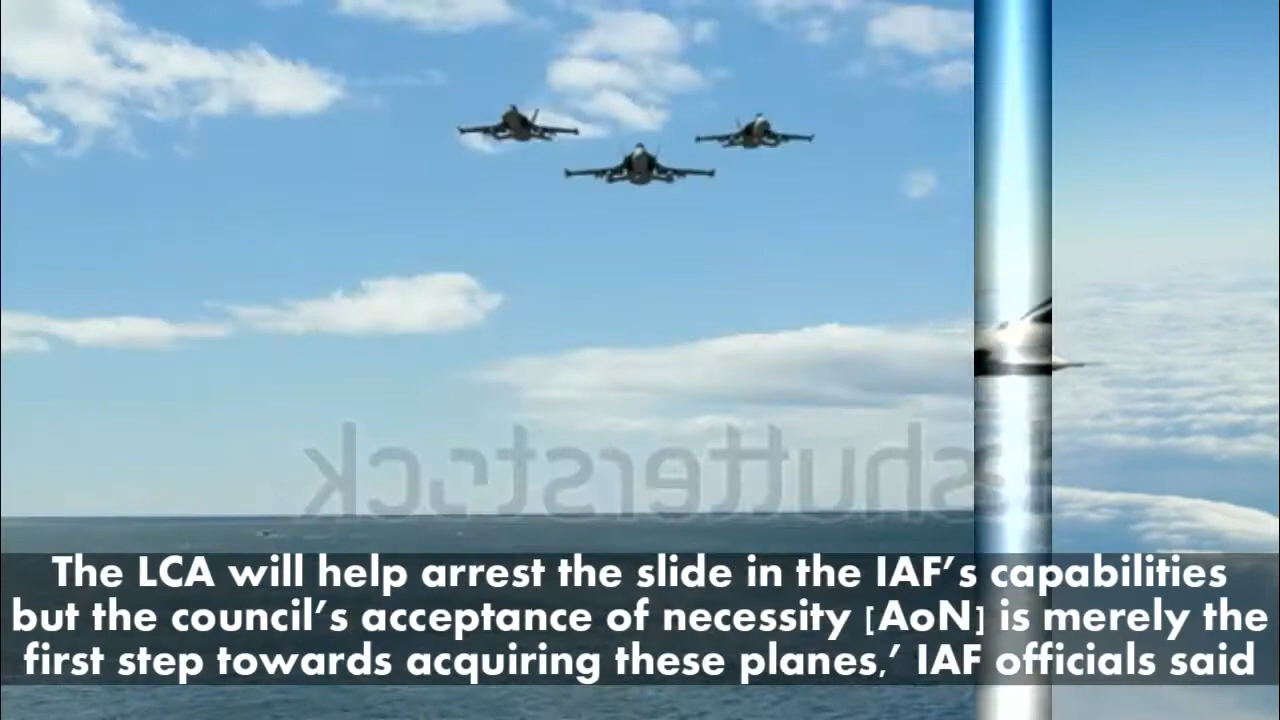 shutterstock
The LCA will help arrest the slide in the IAF’s capabilities
but the council’s acceptance of necessity [AoN] is merely the
first step towards acquiring these planes,’ IAF officials said